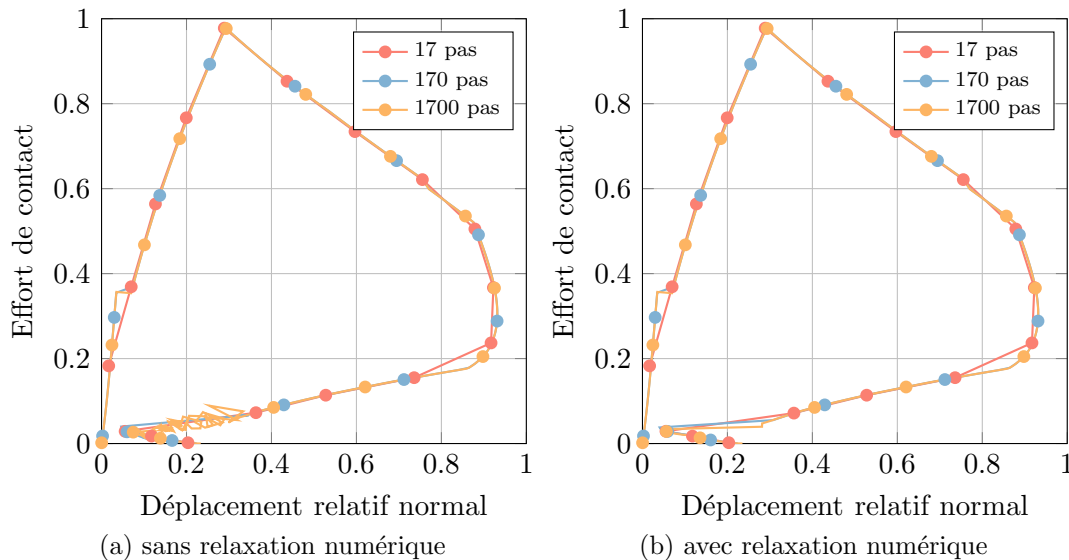 1
0.8
0.6
0.4
0.2
0
0
0.2
0.4
0.6
0.8
1
Effort de contact
Déplacement relatif normal
17 pas
170 pas
1700 pas
(a) sans relaxation numérique
1
0.8
0.6
0.4
0.2
0
0
0.2
0.4
0.6
0.8
1
Effort de contact
Déplacement relatif normal
17 pas
170 pas
1700 pas
(b) avec relaxation numérique